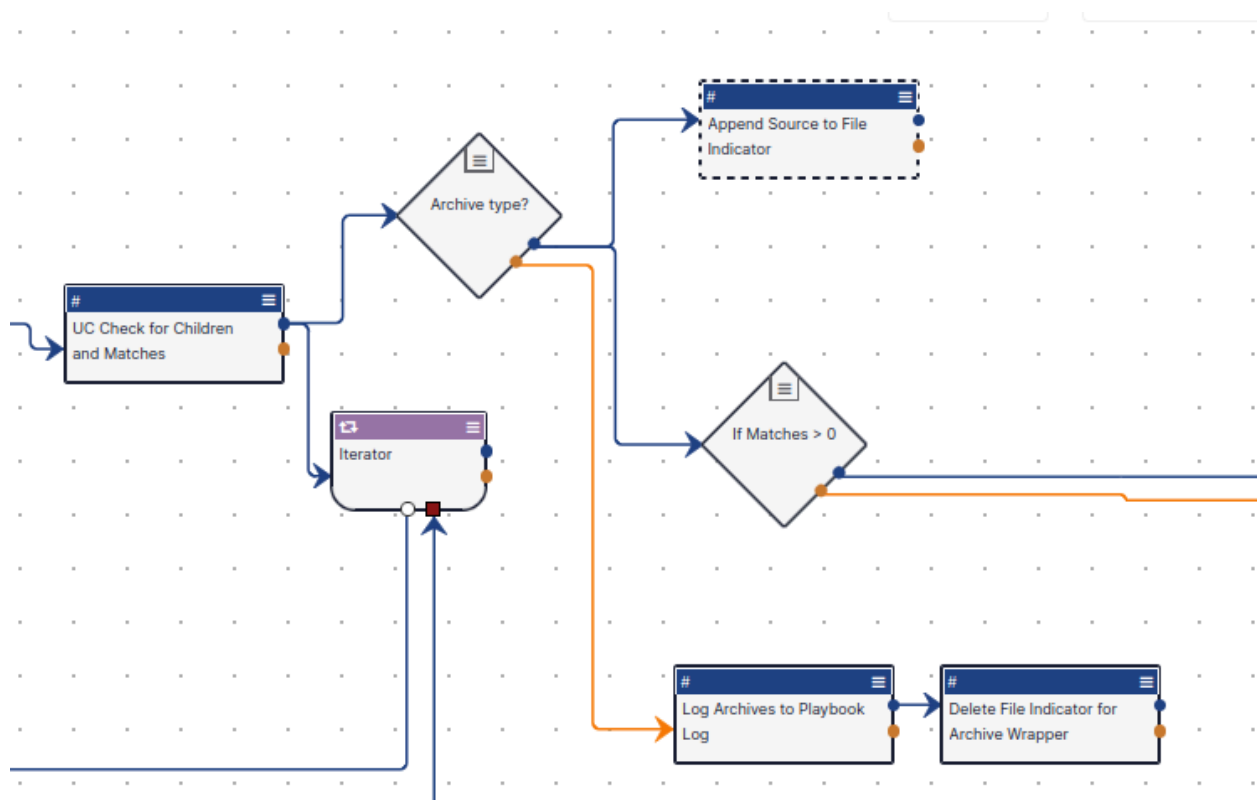 #
Append Source to File
Indicator
Archive type?
#
UC Check for Children
and Matches
Iterator
If Matches > 0
#
Log Archives to Playbook
Log
#
Delete File Indicator for
Archive Wrapper